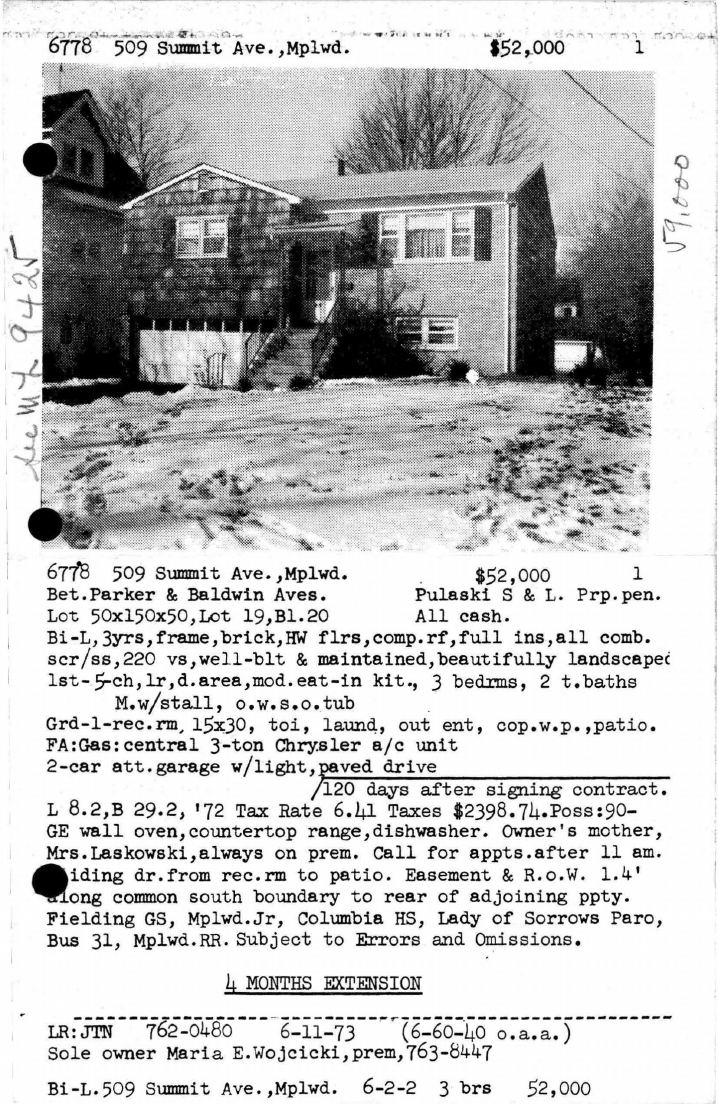 6778 509 Summit Ave.,Mplwd. $52,000 1
59,000
See ML 9425
6778 509 Summit Ave.,Mplwd. $52,000 1
Bet.Parker & Baldwin Aves. Pulaski S & L. Prp.pen.
Lot 50x150x50,Lot 19,Bl.20 All cash.
Bi-L,3yrs,frame,brick,HW flrs,comp.rf,full ins,all comb.
scr/ss,220 vs,well-blt & maintained,beautifully landscaped
1st-5-ch,lr,d.area,mod.eat-in kit., 3 bedrms, 2 t.baths
M.w/stall, o.w.s.o.tub
Grd-1-rec.rm, 15x30, toi, laund, out ent, cop.w.p.,patio.
FA:Gas:central 3-ton Chrysler a/c unit
2-car att.garage w/light,paved drive
/120 days after signing contract.
L 8.2,B 29.2, '72 Tax Rate 6.41 Taxes $2398.74.Poss:90-
GE wall oven,countertop range,dishwasher. Owner's mother,
Mrs.Laskowski,always on prem. Call for appts.after 11 am.
iding dr.from rec.rm to patio. Easement & R.o.W. 1.4'
along common south boundary to rear of adjoining ppty.
Fielding GS, Mplwd.Jr, Columbia HS, Lady of Sorrows Paro,
Bus 31, Mplwd.RR. Subject to Errors and Omissions.
4 MONTHS EXTENSION
LR:JTN 762-0480 6-11-73 (6-60-40 o.a.a.)
Sole owner Maria E.Wojcicki,prem,763-8447
Bi-L.509 Summit Ave.,Mplwd. 6-2-2 3 brs 52,000